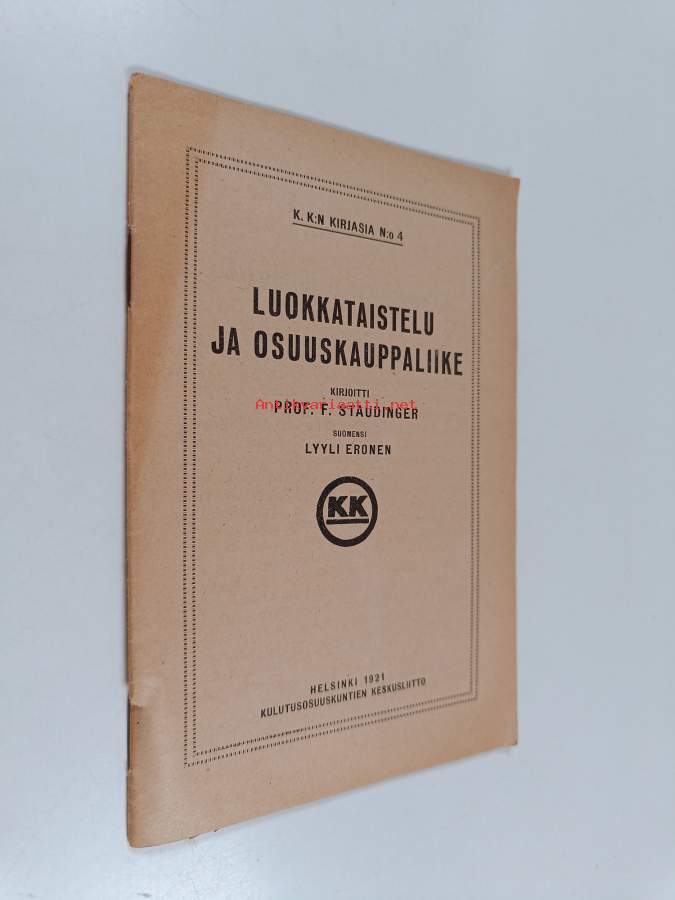 K. K:N KIRJASIA N:o 4
LUOKKATAISTELU
JA OSUUSKAUPPALIIKE
KIRJOITTI
Antikvariaatti.net
PROF. F. STAUDINGER
SUOMENSI
LYYLI ERONEN
KK
HELSINKI 1921
KULUTUSOSUUSKUNTIEN KESKUSLIITTO